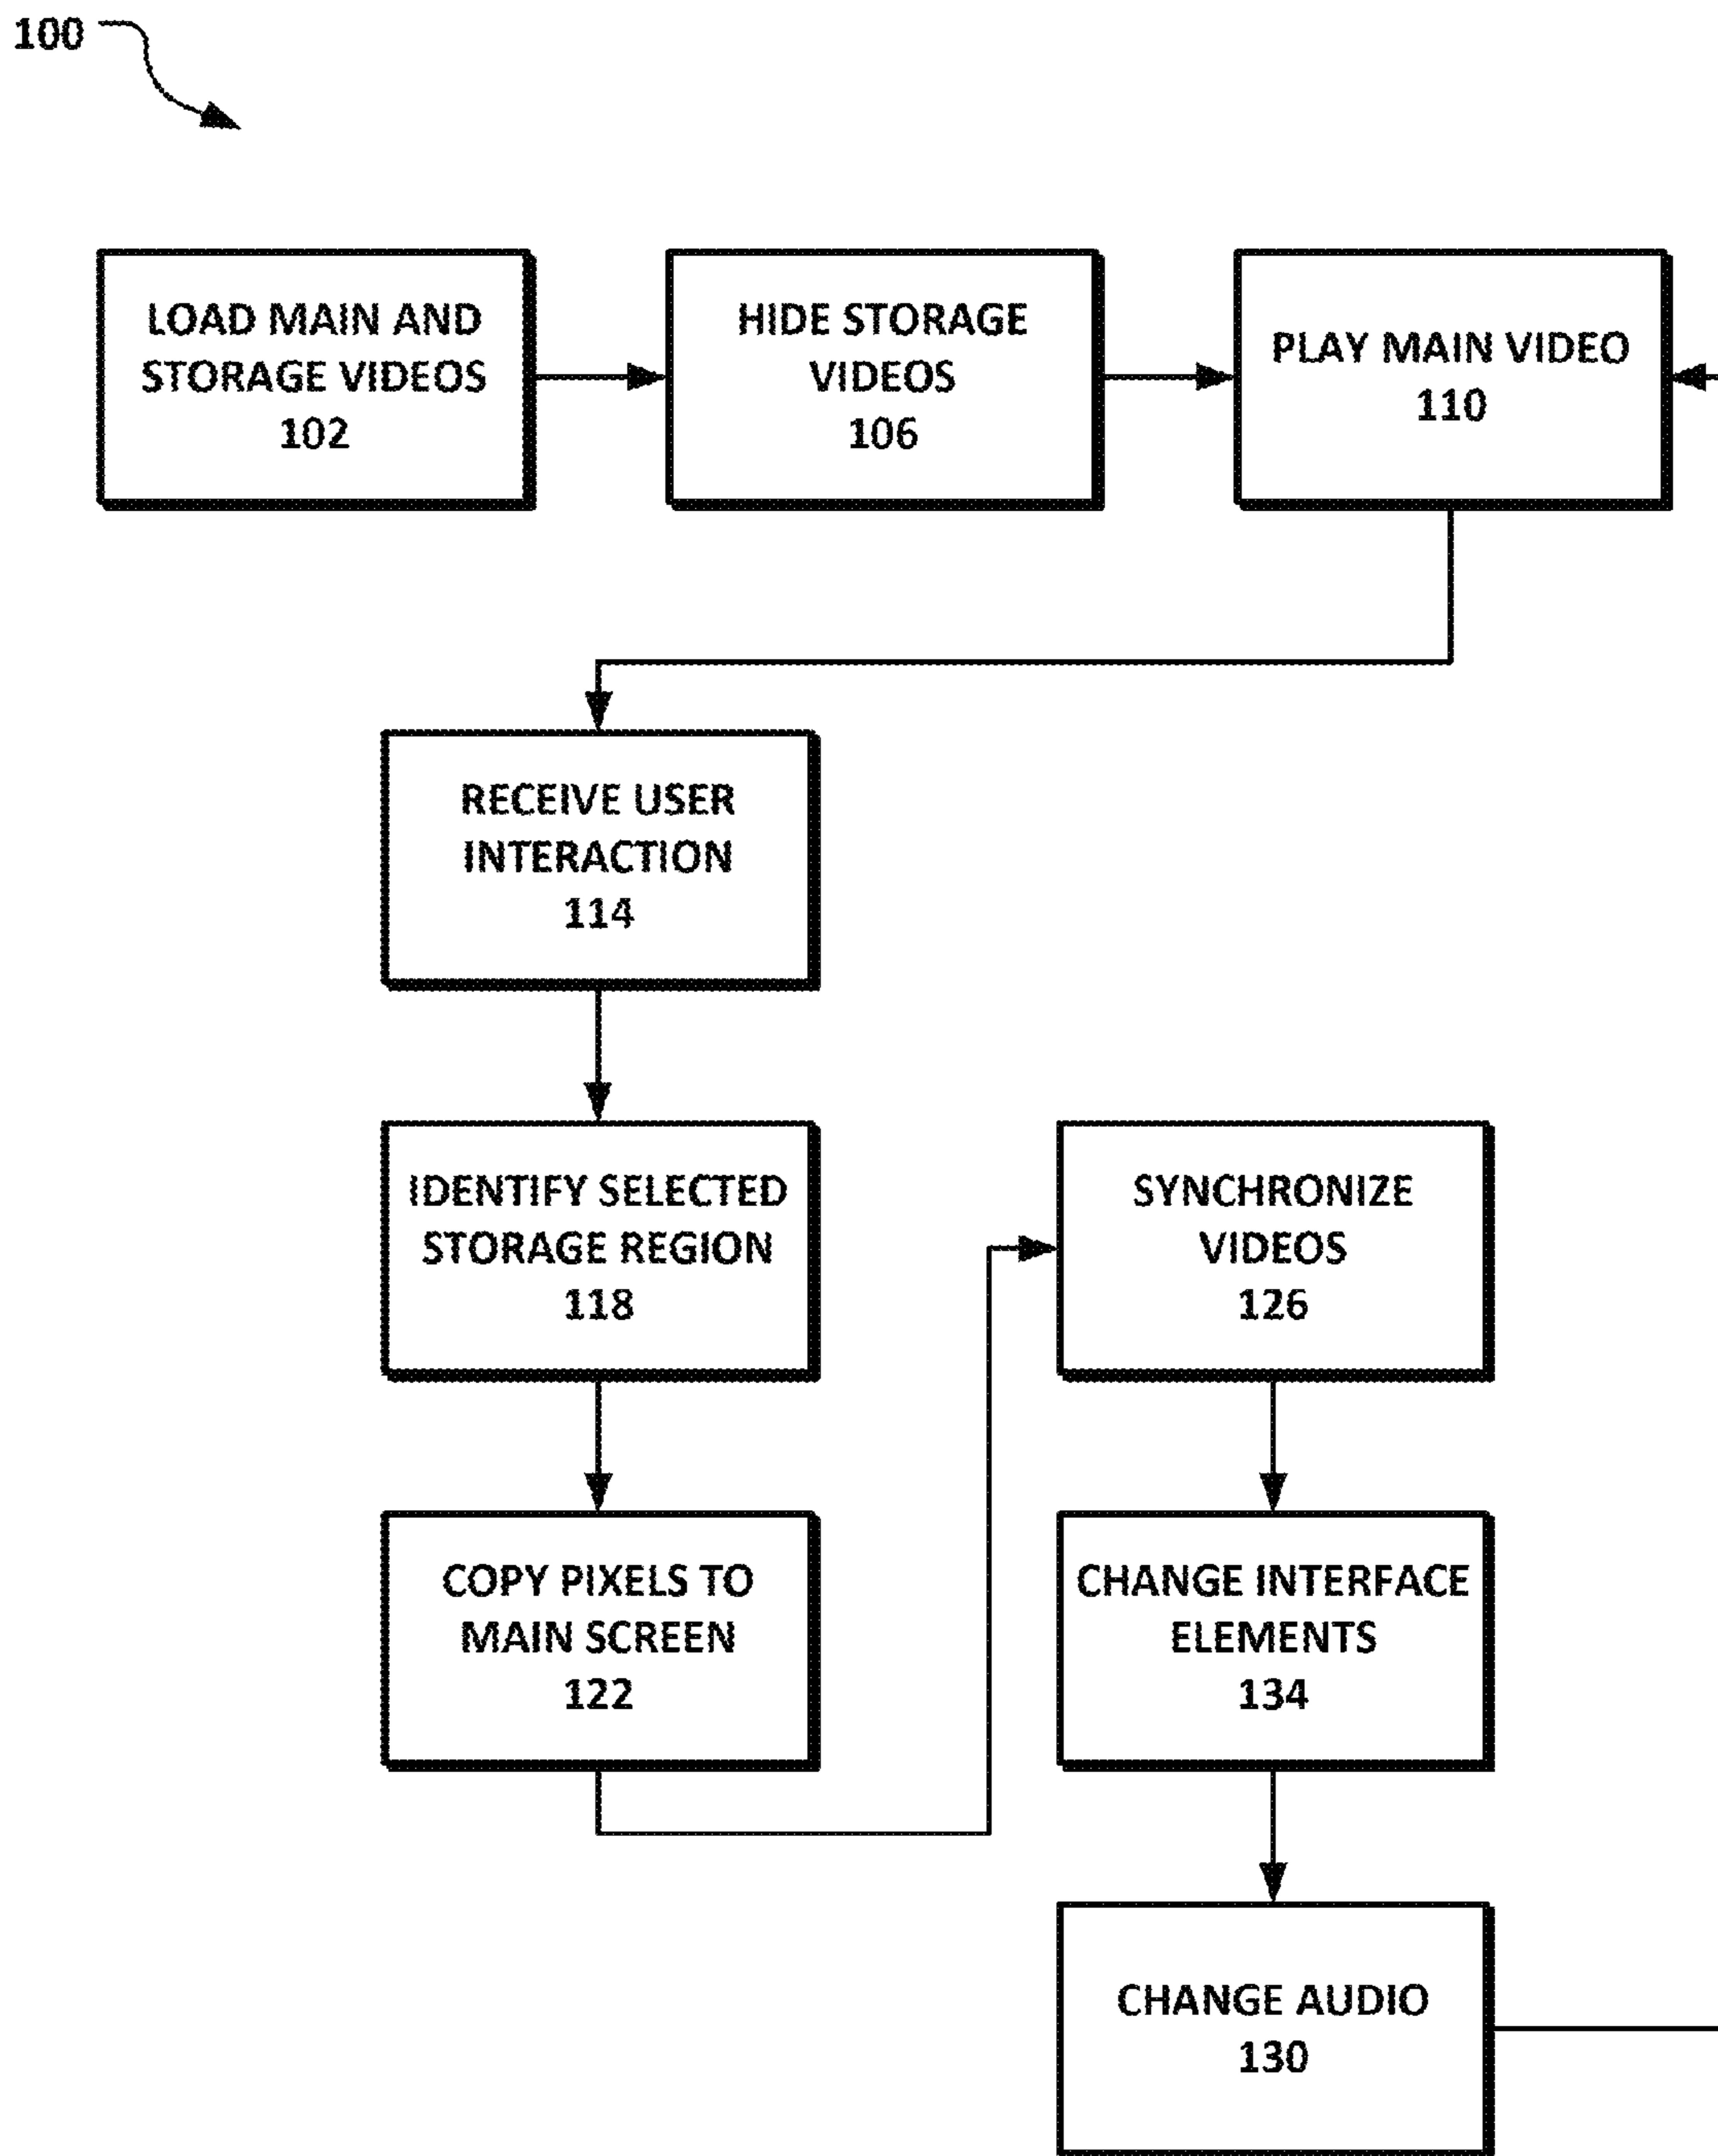 100
LOAD MAIN AND
STORAGE VIDEOS
102
HIDE STORAGE
VIDEOS
106
PLAY MAIN VIDEO
110
RECEIVE USER
INTERACTION
114
IDENTIFY SELECTED
STORAGE REGION
118
COPY PIXELS TO
MAIN SCREEN
122
SYNCHRONIZE
VIDEOS
126
CHANGE INTERFACE
ELEMENTS
134
CHANGE AUDIO
130